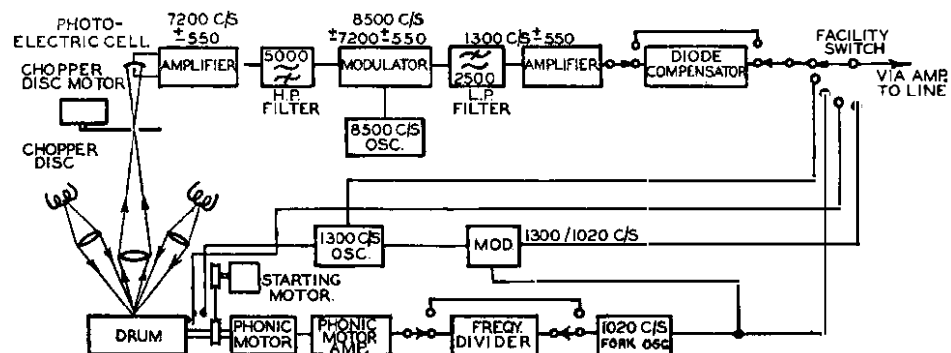 PHOTO-
ELECTRIC CELL
7200 C/S
±550
AMPLIFIER
5000
H.P.
FILTER
8500 C/S
±7200 ±550
MODULATOR
8500 C/S
OSC.
1300 C/S ±550
2500
L.P.
FILTER
AMPLIFIER
DIODE
COMPENSATOR
FACILITY
SWITCH
VIA AMP.
TO LINE
CHOPPER
DISC MOTOR
CHOPPER
DISC
1300 C/S
OSC.
MOD.
1300/1020 C/S
STARTING
MOTOR.
DRUM
PHONIC
MOTOR
PHONIC
MOTOR
AMP.
FREQY.
DIVIDER
1020 C/S
FORK OSC